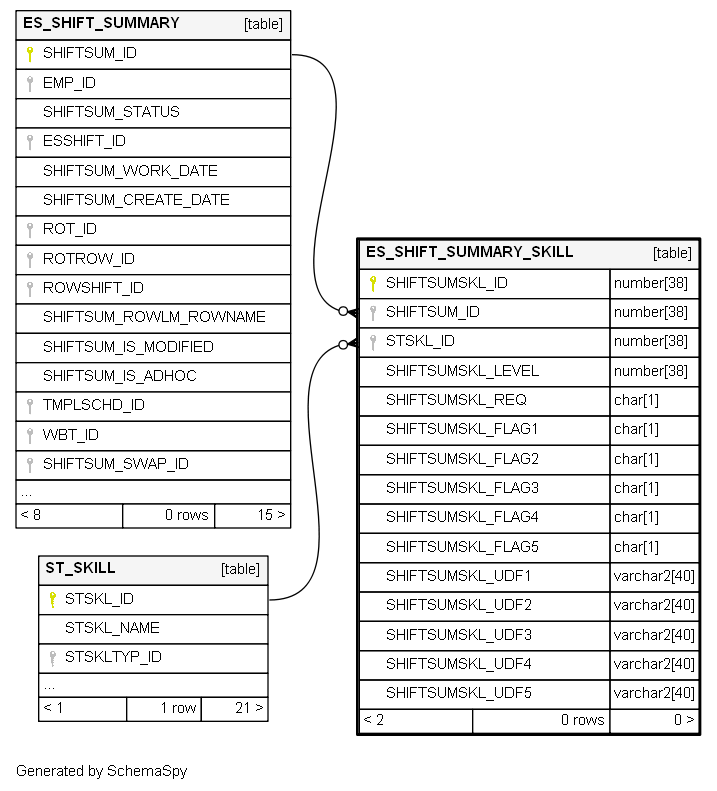 ES_SHIFT_SUMMARY [table]
SHIFTSUM_ID
EMP_ID
SHIFTSUM_STATUS
ESSHIFT_ID
SHIFTSUM_WORK_DATE
SHIFTSUM_CREATE_DATE
ROT_ID
ROTROW_ID
ROWSHIFT_ID
SHIFTSUM_ROWLM_ROWNAME
SHIFTSUM_IS_MODIFIED
SHIFTSUM_IS_ADHOC
TMPLSCHD_ID
WBT_ID
SHIFTSUM_SWAP_ID
...
< 8 0 rows 15 >
ES_SHIFT_SUMMARY_SKILL [table]
SHIFTSUMSKL_ID number[38]
SHIFTSUM_ID number[38]
STSKL_ID number[38]
SHIFTSUMSKL_LEVEL number[38]
SHIFTSUMSKL_REQ char[1]
SHIFTSUMSKL_FLAG1 char[1]
SHIFTSUMSKL_FLAG2 char[1]
SHIFTSUMSKL_FLAG3 char[1]
SHIFTSUMSKL_FLAG4 char[1]
SHIFTSUMSKL_FLAG5 char[1]
SHIFTSUMSKL_UDF1 varchar2[40]
SHIFTSUMSKL_UDF2 varchar2[40]
SHIFTSUMSKL_UDF3 varchar2[40]
SHIFTSUMSKL_UDF4 varchar2[40]
SHIFTSUMSKL_UDF5 varchar2[40]
< 2 0 rows 0 >
ST_SKILL [table]
STSKL_ID
STSKL_NAME
STSKLTYP_ID
...
< 1 1 row 21 >
Generated by SchemaSpy